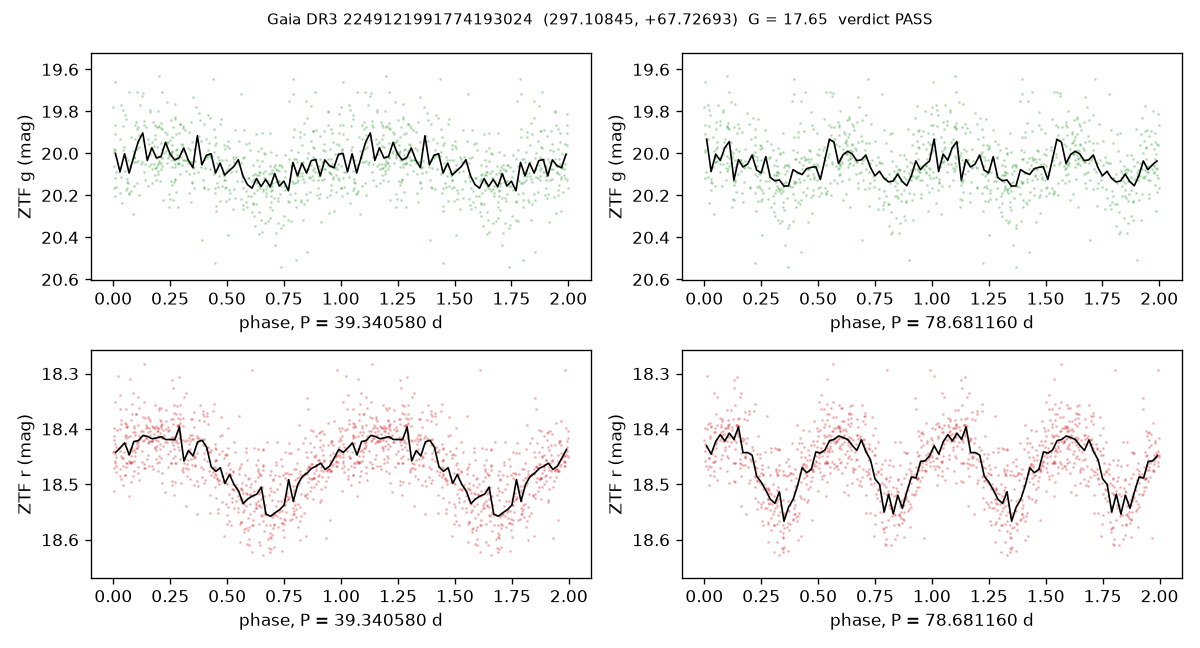 Gaia DR3 2249121991774193024 (297.10845, +67.72693) G = 17.65 verdict PASS
ZTF g (mag)
19.6
19.8
20.0
20.2
20.4
20.6
0.00 0.25 0.50 0.75 1.00 1.25 1.50 1.75 2.00
phase, P = 39.340580 d
ZTF g (mag)
19.6
19.8
20.0
20.2
20.4
20.6
0.00 0.25 0.50 0.75 1.00 1.25 1.50 1.75 2.00
phase, P = 78.681160 d
ZTF r (mag)
18.3
18.4
18.5
18.6
0.00 0.25 0.50 0.75 1.00 1.25 1.50 1.75 2.00
phase, P = 39.340580 d
ZTF r (mag)
18.3
18.4
18.5
18.6
0.00 0.25 0.50 0.75 1.00 1.25 1.50 1.75 2.00
phase, P = 78.681160 d